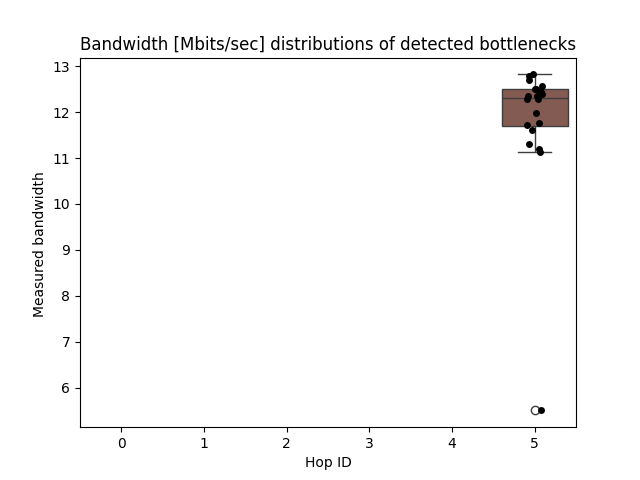 Bandwidth [Mbits/sec] distributions of detected bottlenecks
Measured bandwidth
13
12
11
10
9
8
7
6
0 1 2 3 4 5
Hop ID